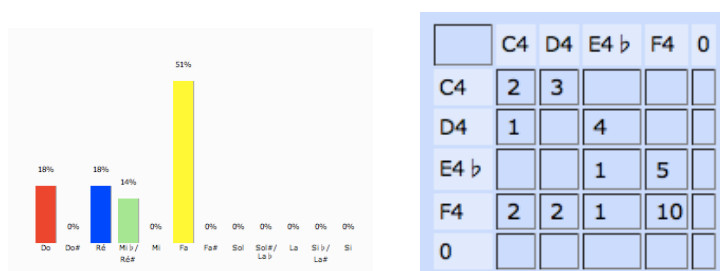 51%
18%
18%
14%
0%
0%
0%
0%
0%
0%
0%
0%
Do
Do#
Ré
Mi♭/
Ré#
Mi
Fa
Fa#
Sol
Sol#/
La♭
La
Si♭/
La#
Si
C4 D4 E4♭ F4 0
C4 2 3
D4 1 4
E4♭ 1 5
F4 2 2 1 10
0